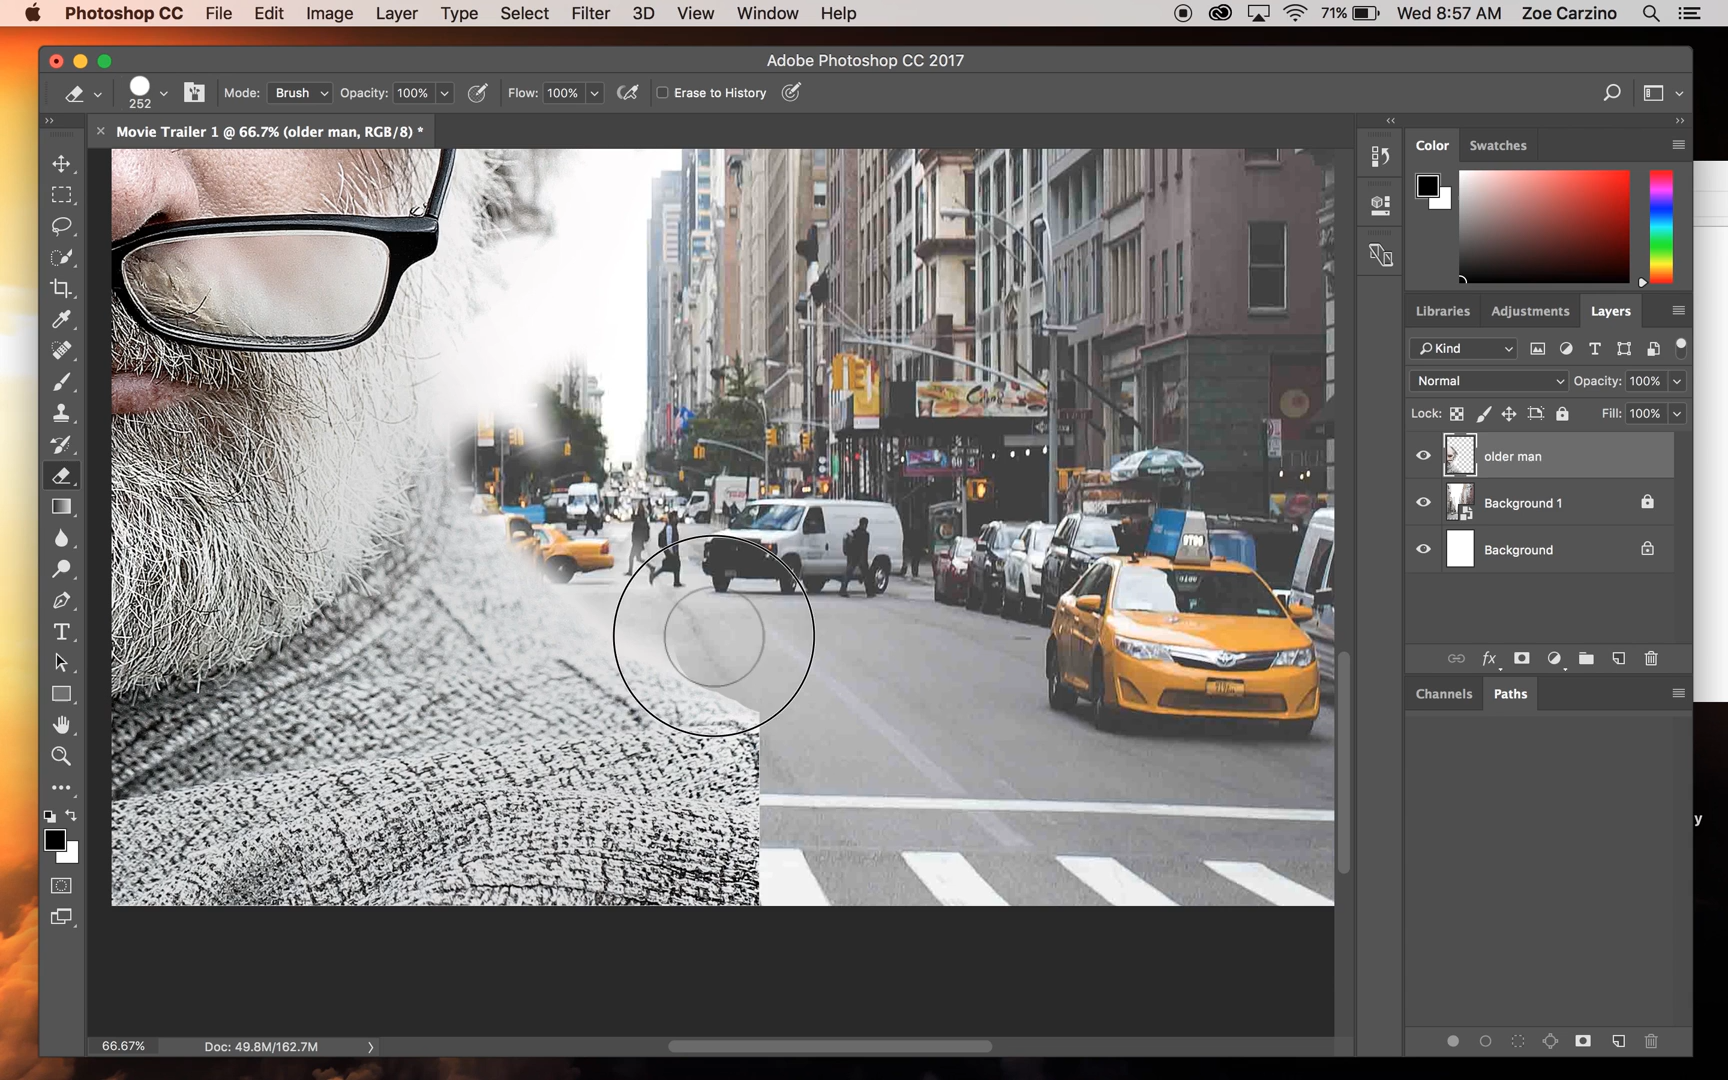 Photoshop CC File Edit Image Layer Type Select Filter 3D View Window Help 71% Wed 8:57 AM Zoe Carzino
Adobe Photoshop CC 2017
252 Mode: Brush Opacity: 100% Flow: 100% Erase to History
× Movie Trailer 1 @ 66.7% (older man, RGB/8) *
Color Swatches
Libraries Adjustments Layers
Kind
Normal Opacity: 100%
Lock: Fill: 100%
older man
Background 1
Background
fx
Channels Paths
y
66.67% Doc: 49.8M/162.7M